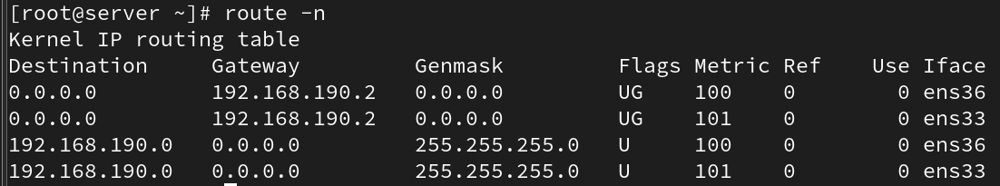 [root@server ~]# route -n
Kernel IP routing table
Destination     Gateway         Genmask         Flags Metric Ref    Use Iface
0.0.0.0         192.168.190.2   0.0.0.0         UG    100    0        0 ens36
0.0.0.0         192.168.190.2   0.0.0.0         UG    101    0        0 ens33
192.168.190.0   0.0.0.0         255.255.255.0   U     100    0        0 ens36
192.168.190.0   0.0.0.0         255.255.255.0   U     101    0        0 ens33